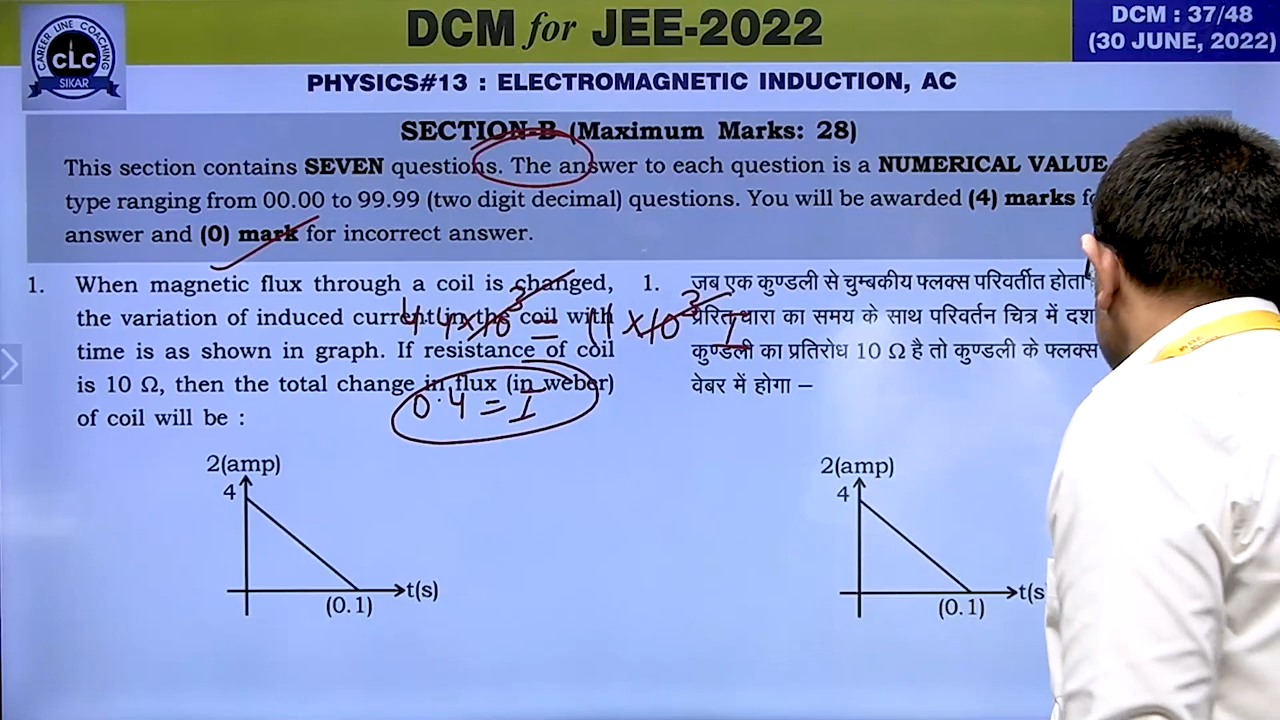 CAREER LINE COACHING
CLC
SIKAR
DCM for JEE-2022
DCM : 37/48
(30 JUNE, 2022)
PHYSICS#13 : ELECTROMAGNETIC INDUCTION, AC
SECTION-B (Maximum Marks: 28)
This section contains SEVEN questions. The answer to each question is a NUMERICAL VALUE
type ranging from 00.00 to 99.99 (two digit decimal) questions. You will be awarded (4) marks
answer and (0) mark for incorrect answer.
1. When magnetic flux through a coil is changed,
the variation of induced current in the coil with
time is as shown in graph. If resistance of coil
is 10 Ω, then the total change in flux (in weber)
of coil will be :
0.4 = I
2(amp)
4
t(s)
(0.1)
1. जब एक कुण्डली से चुम्बकीय फ्लक्स परिवर्तीत होता
प्रेरित धारा का समय के साथ परिवर्तन चित्र में
कुण्डली का प्रतिरोध 10 Ω है तो कुण्डली के फ्लक्स
वेबर में होगा –
2(amp)
4
t(s
(0.1)